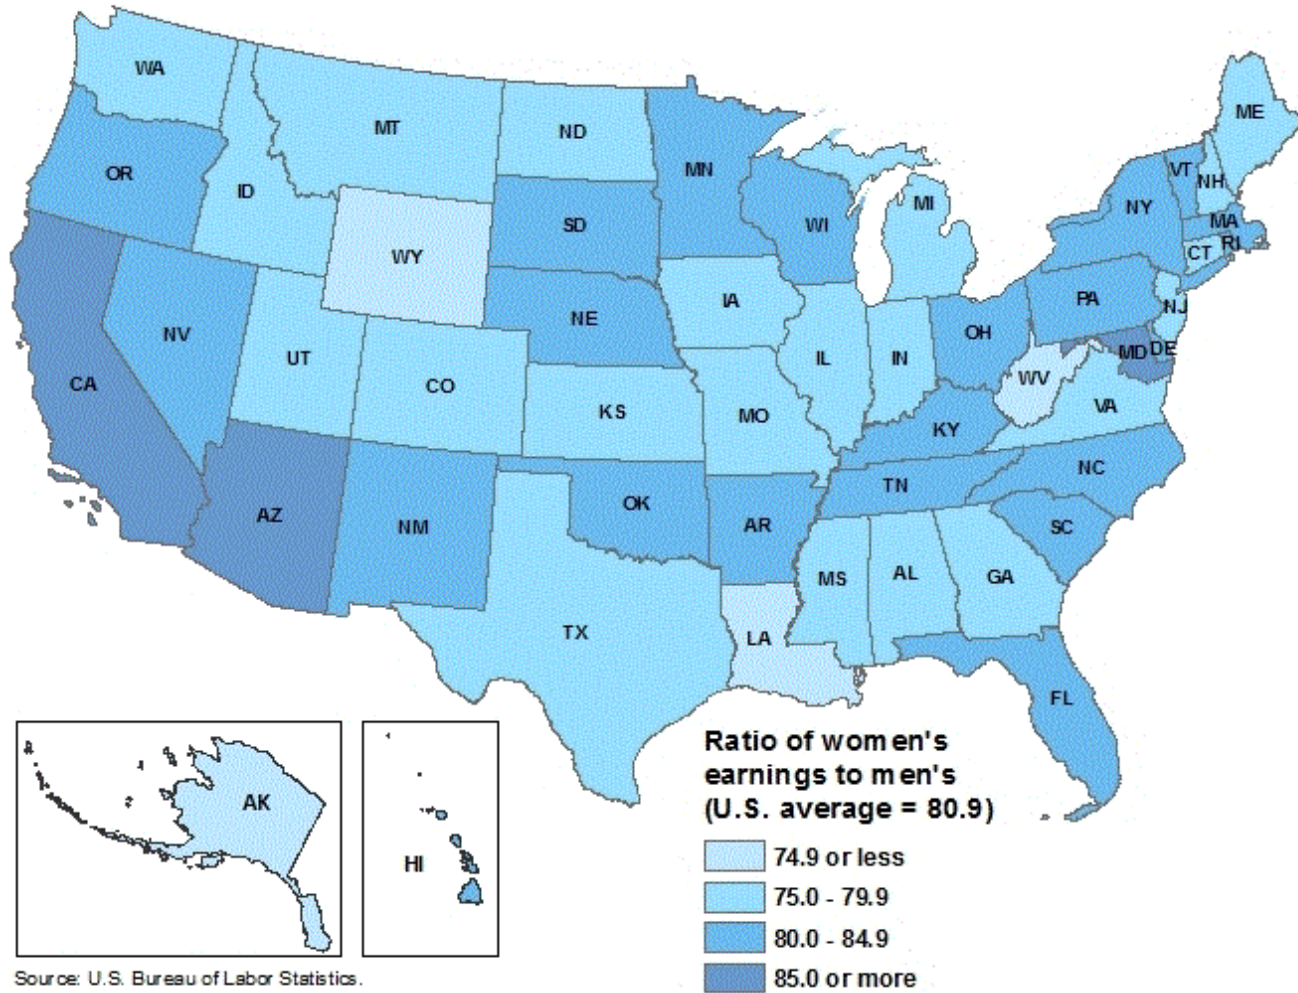 WA
MT
ND
MN
ME
OR
ID
SD
WI
MI
VT
NH
NY
MA
WY
CT
RI
IA
NE
PA
NV
NJ
UT
CO
IL
IN
OH
MD
DE
CA
WV
KS
MO
VA
KY
AZ
NM
OK
AR
TN
NC
SC
MS
AL
GA
TX
LA
FL
AK
HI
Ratio of women's
earnings to men's
(U.S. average = 80.9)
74.9 or less
75.0 - 79.9
80.0 - 84.9
85.0 or more
Source: U.S. Bureau of Labor Statistics.